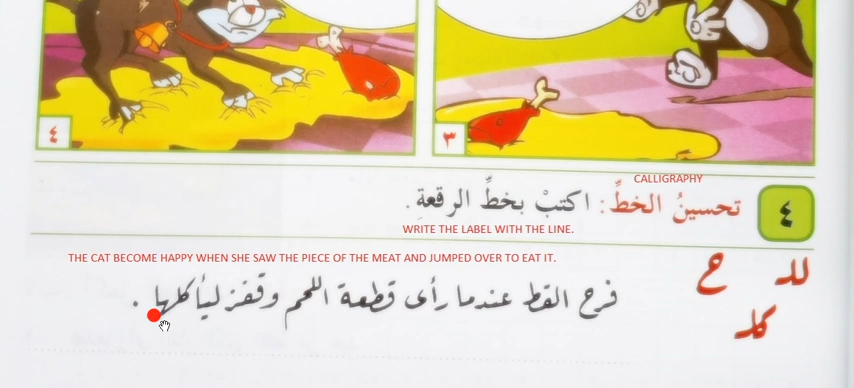 ٤
٣
CALLIGRAPHY
٤ تحسينُ الخطِّ: اكتبْ بخطِّ الرقعةِ.
WRITE THE LABEL WITH THE LINE.
THE CAT BECOME HAPPY WHEN SHE SAW THE PIECE OF THE MEAT AND JUMPED OVER TO EAT IT.
فرح القط عندما رأى قطعة اللحم وقفز ليأكلها .